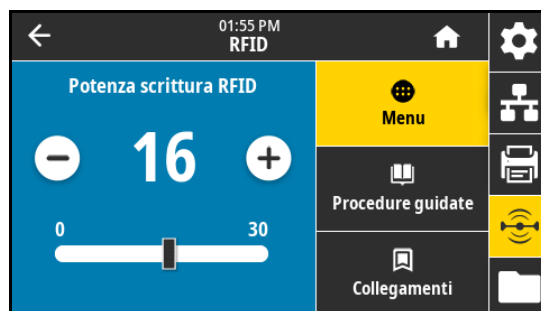 01:55 PM
RFID
Potenza scrittura RFID
16
0 30
Menu
Procedure guidate
Collegamenti